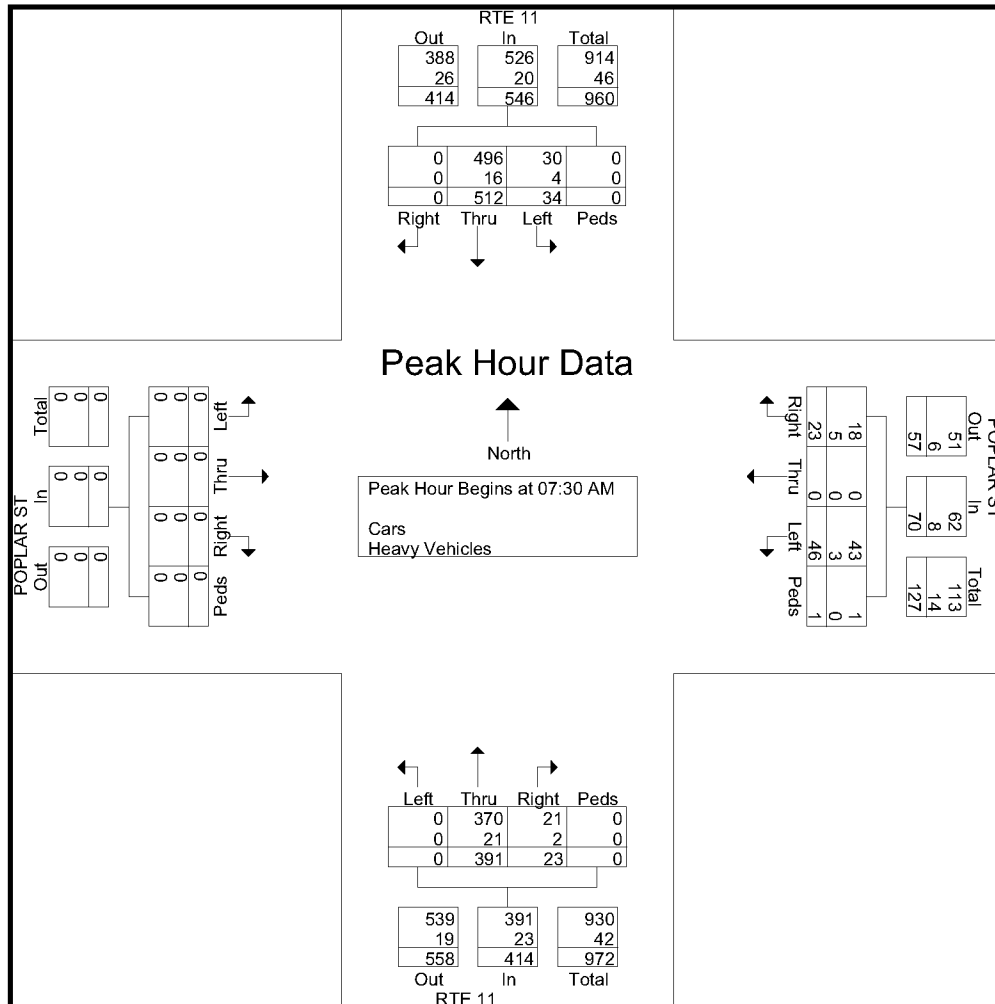 RTE 11
Out In Total
388 526 914
26 20 46
414 546 960
0 496 30 0
0 16 4 0
0 512 34 0
Right Thru Left Peds
Peak Hour Data
North
Peak Hour Begins at 07:30 AM
Cars
Heavy Vehicles
POPLAR ST
Out In Total
0 0 0
0 0 0
0 0 0
Left Thru Right Peds
0 0 0 0
0 0 0 0
0 0 0 0
POPLAR ST
Out In Total
51 62 113
6 8 14
57 70 127
18 0 43 1
5 0 3 0
23 0 46 1
Right Thru Left Peds
Left Thru Right Peds
0 370 21 0
0 21 2 0
0 391 23 0
539 391 930
19 23 42
558 414 972
Out In Total
RTE 11